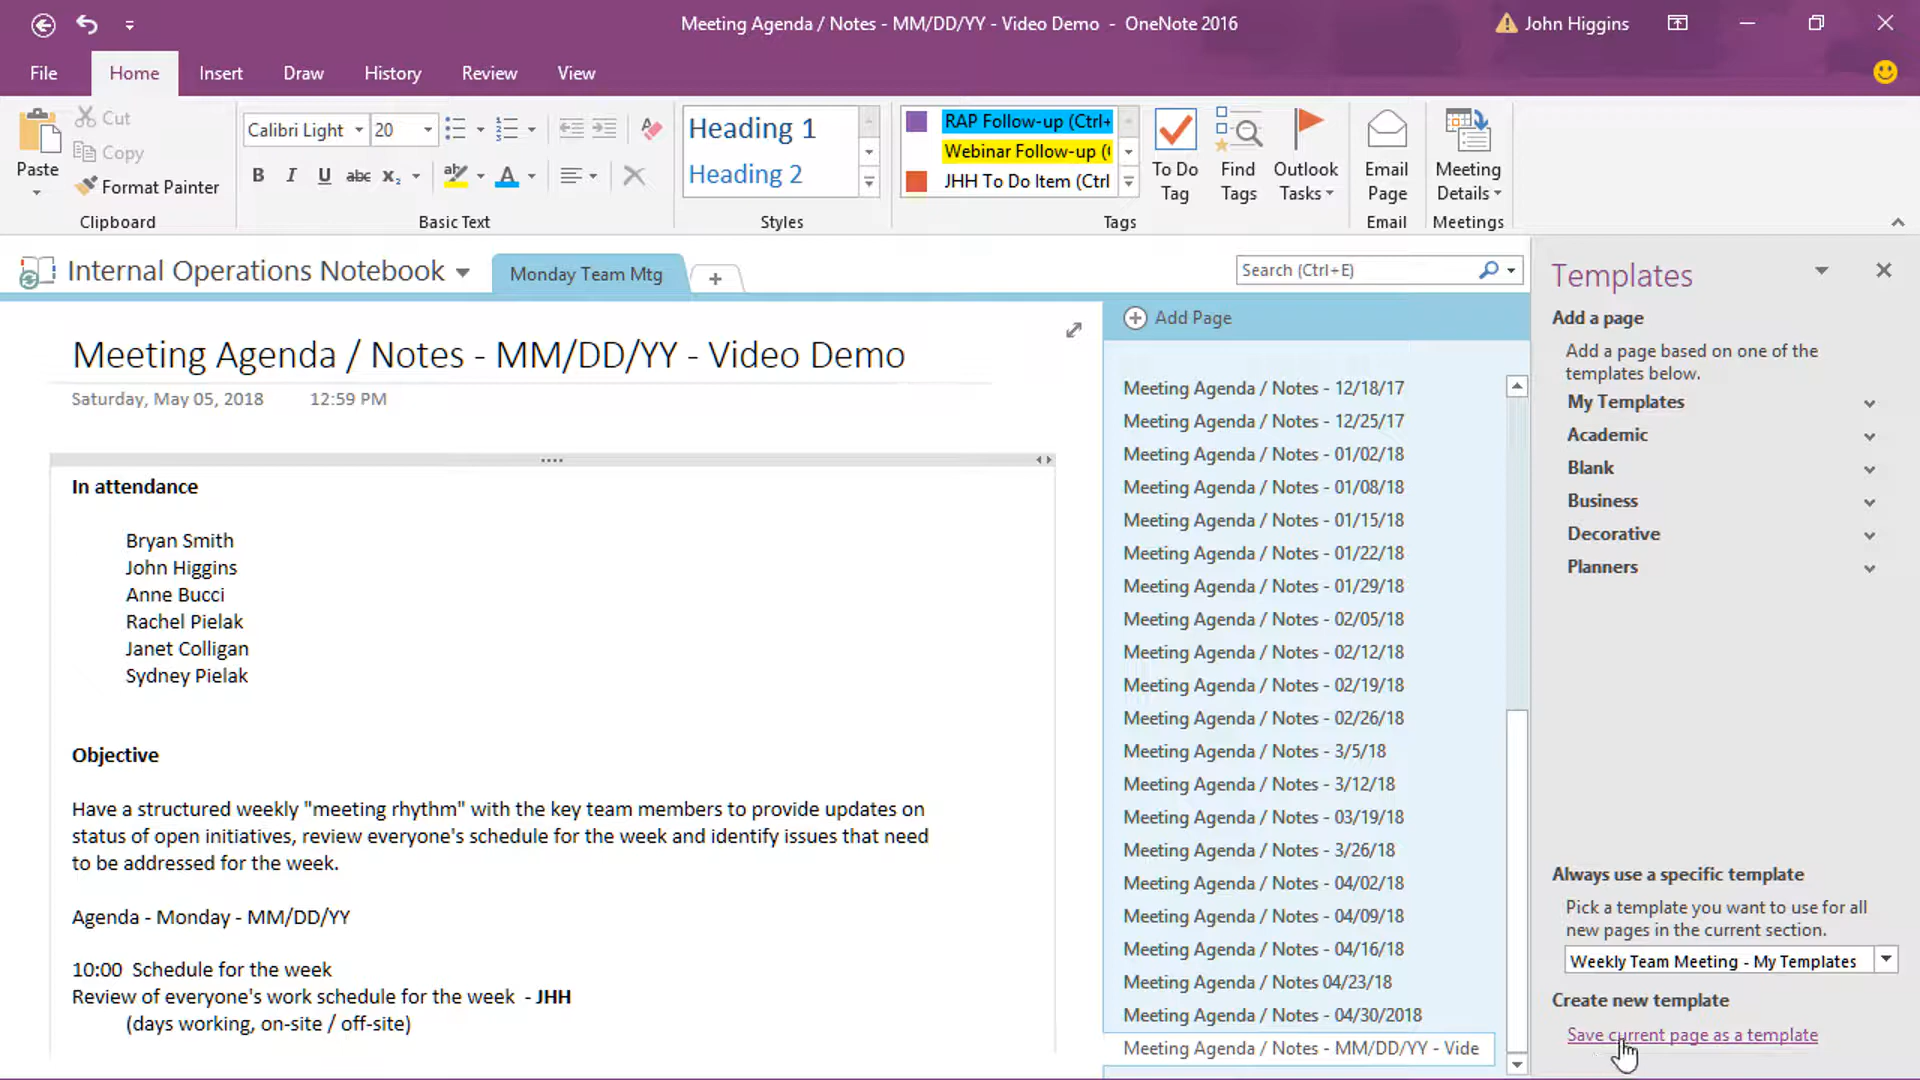 Meeting Agenda / Notes - MM/DD/YY - Video Demo - OneNote 2016
John Higgins
File
Home
Insert
Draw
History
Review
View
Paste
Cut
Copy
Format Painter
Clipboard
Calibri Light
20
B I U abc x₂
A
Basic Text
Heading 1
Heading 2
Styles
RAP Follow-up (Ctrl+
Webinar Follow-up (
JHH To Do Item (Ctrl
To Do
Tag
Find
Tags
Outlook
Tasks
Tags
Email
Page
Email
Meeting
Details
Meetings
Internal Operations Notebook
Monday Team Mtg
Search (Ctrl+E)
Meeting Agenda / Notes - MM/DD/YY - Video Demo
Saturday, May 05, 2018 12:59 PM
In attendance
Bryan Smith
John Higgins
Anne Bucci
Rachel Pielak
Janet Colligan
Sydney Pielak
Objective
Have a structured weekly "meeting rhythm" with the key team members to provide updates on
status of open initiatives, review everyone's schedule for the week and identify issues that need
to be addressed for the week.
Agenda - Monday - MM/DD/YY
10:00 Schedule for the week
Review of everyone's work schedule for the week - JHH
(days working, on-site / off-site)
Add Page
Meeting Agenda / Notes - 12/18/17
Meeting Agenda / Notes - 12/25/17
Meeting Agenda / Notes - 01/02/18
Meeting Agenda / Notes - 01/08/18
Meeting Agenda / Notes - 01/15/18
Meeting Agenda / Notes - 01/22/18
Meeting Agenda / Notes - 01/29/18
Meeting Agenda / Notes - 02/05/18
Meeting Agenda / Notes - 02/12/18
Meeting Agenda / Notes - 02/19/18
Meeting Agenda / Notes - 02/26/18
Meeting Agenda / Notes - 3/5/18
Meeting Agenda / Notes - 3/12/18
Meeting Agenda / Notes - 03/19/18
Meeting Agenda / Notes - 3/26/18
Meeting Agenda / Notes - 04/02/18
Meeting Agenda / Notes - 04/09/18
Meeting Agenda / Notes - 04/16/18
Meeting Agenda / Notes 04/23/18
Meeting Agenda / Notes - 04/30/2018
Meeting Agenda / Notes - MM/DD/YY - Vide
Templates
Add a page
Add a page based on one of the
templates below.
My Templates
Academic
Blank
Business
Decorative
Planners
Always use a specific template
Pick a template you want to use for all
new pages in the current section.
Weekly Team Meeting - My Templates
Create new template
Save current page as a template